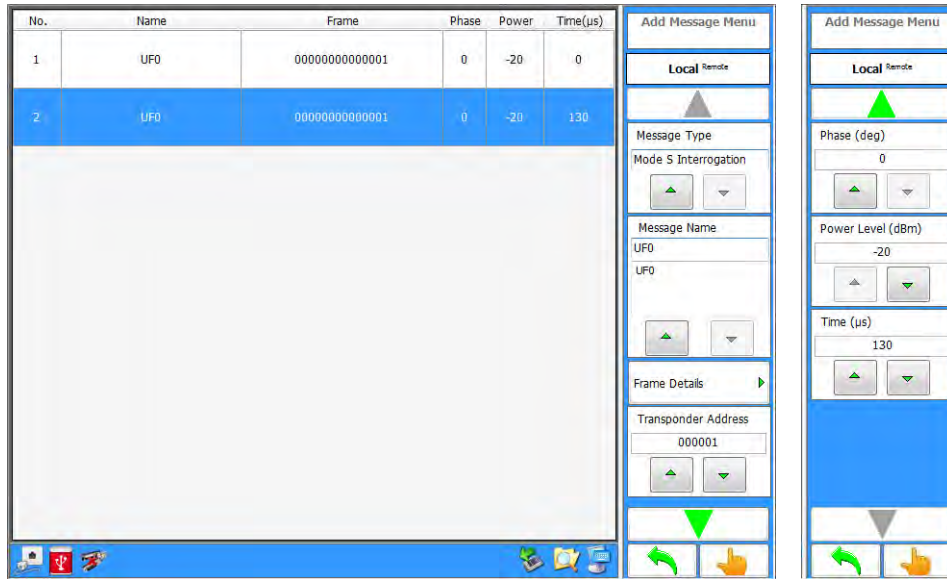 No. Name Frame Phase Power Time(µs)
1 UF0 00000000000001 0 -20 0
2 UF0 00000000000001 0 -20 130
Add Message Menu
Local Remote
Message Type
Mode S Interrogation
Message Name
UF0
UF0
Frame Details
Transponder Address
000001
Add Message Menu
Local Remote
Phase (deg)
0
Power Level (dBm)
-20
Time (µs)
130